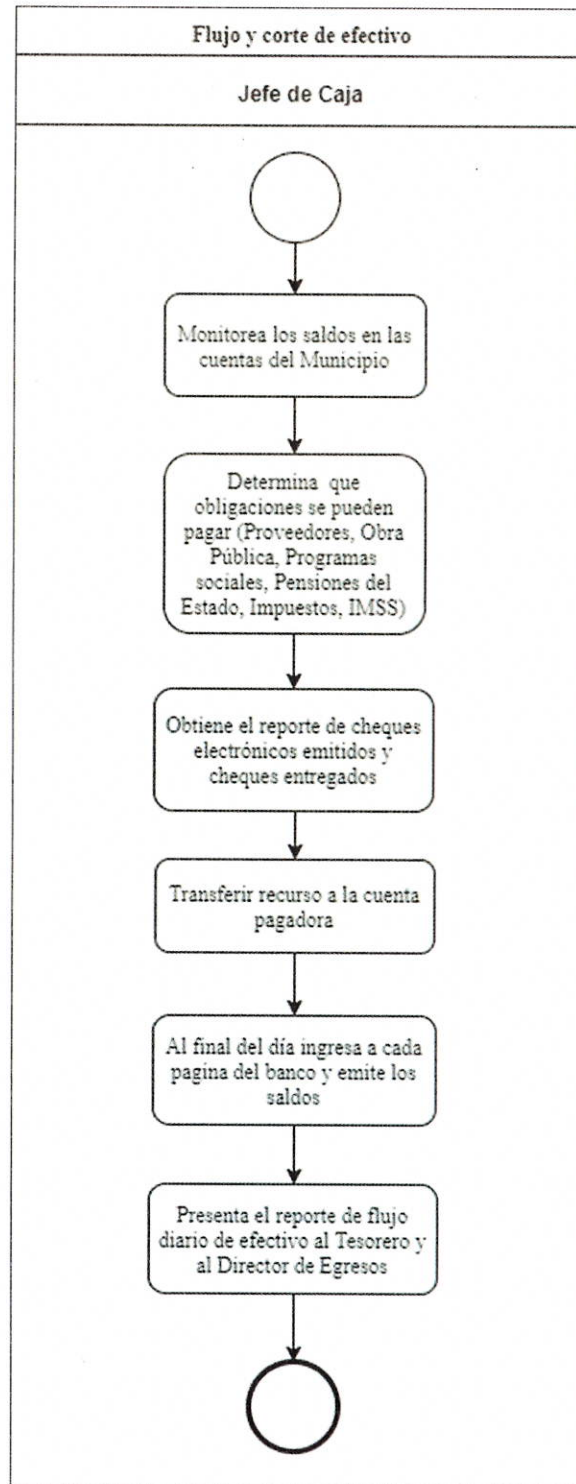 Flujo y corte de efectivo
Jefe de Caja
Monitorea los saldos en las
cuentas del Municipio
Determina que
obligaciones se pueden
pagar (Proveedores, Obra
Pública, Programas
sociales, Pensiones del
Estado, Impuestos, IMSS)
Obtiene el reporte de cheques
electrónicos emitidos y
cheques entregados
Transferir recurso a la cuenta
pagadora
Al final del día ingresa a cada
pagina del banco y emite los
saldos
Presenta el reporte de flujo
diario de efectivo al Tesorero y
al Director de Egresos